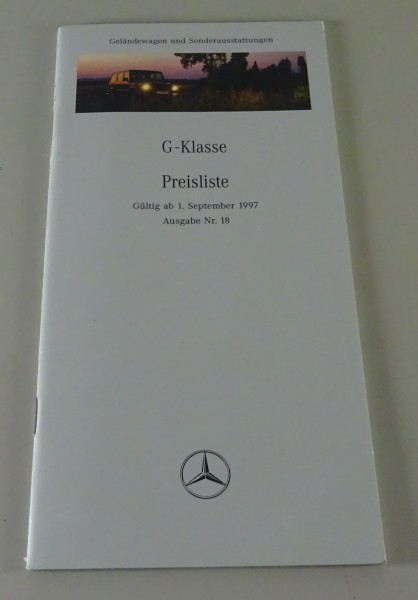 Geländewagen und Sonderausstattungen
G-Klasse
Preisliste
Gültig ab 1. September 1997
Ausgabe Nr. 18